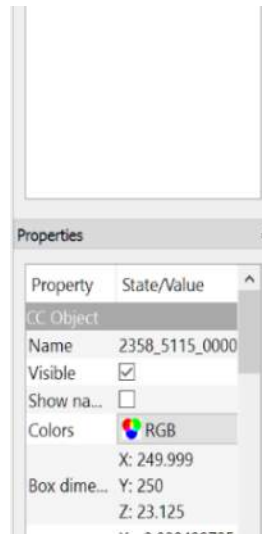 Properties
Property State/Value
CC Object
Name 2358_5115_0000
Visible
Show na...
Colors RGB
X: 249.999
Box dime... Y: 250
Z: 23.125